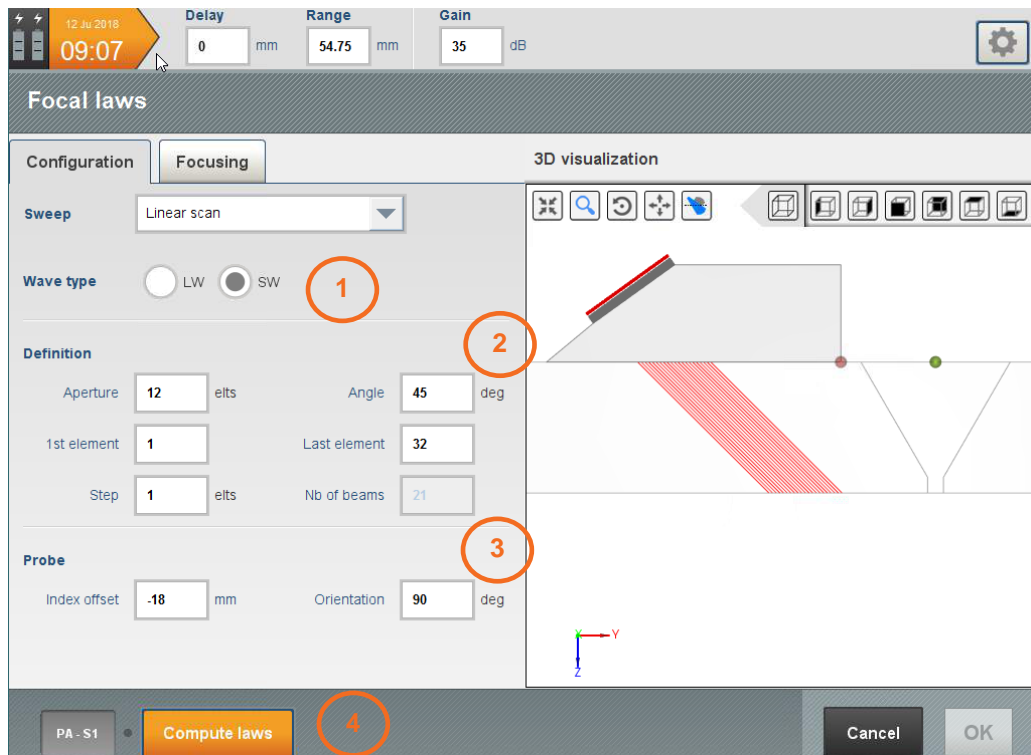 Delay Range Gain
12 Ju 2018
09:07
0 mm 54.75 mm 35 dB
Focal laws
Configuration Focusing 3D visualization
Sweep Linear scan
Wave type LW SW 1
2
Definition
Aperture 12 elts Angle 45 deg
1st element 1 Last element 32
Step 1 elts Nb of beams 21
3
Probe
Index offset -18 mm Orientation 90 deg
X Y
Z
4
PA - S1 Compute laws Cancel OK